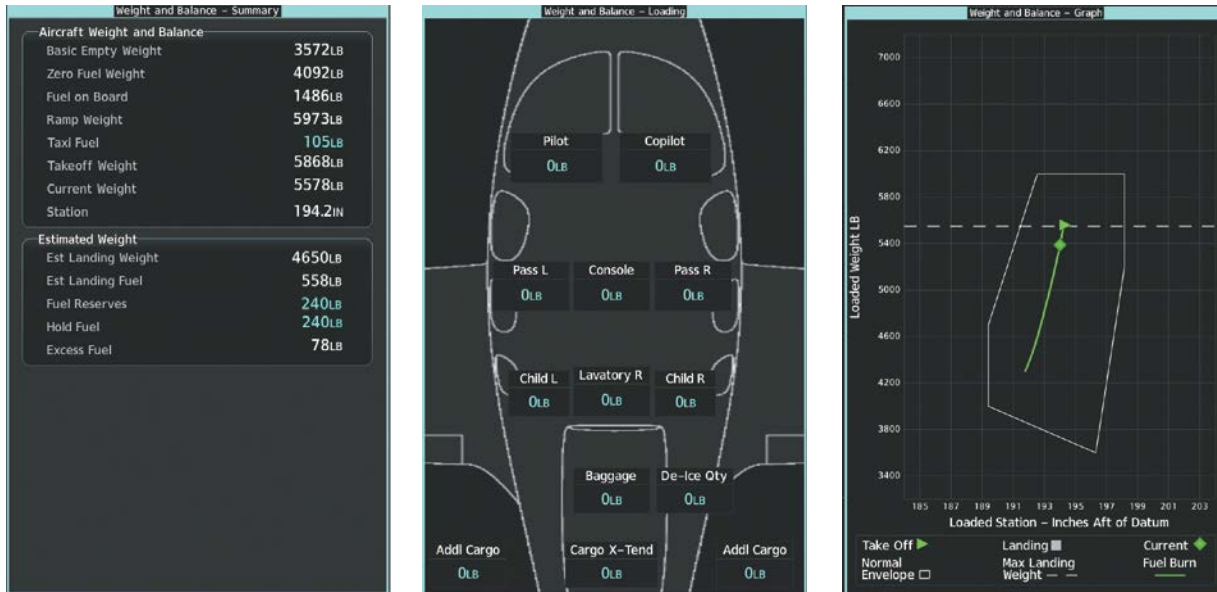 Weight and Balance – Summary
Aircraft Weight and Balance
Basic Empty Weight 3572LB
Zero Fuel Weight 4092LB
Fuel on Board 1486LB
Ramp Weight 5973LB
Taxi Fuel 105LB
Takeoff Weight 5868LB
Current Weight 5578LB
Station 194.2IN
Estimated Weight
Est Landing Weight 4650LB
Est Landing Fuel 558LB
Fuel Reserves 240LB
Hold Fuel 240LB
Excess Fuel 78LB
Weight and Balance – Loading
Pilot Copilot
0LB 0LB
Pass L Console Pass R
0LB 0LB 0LB
Child L Lavatory R Child R
0LB 0LB 0LB
Baggage De-Ice Qty
0LB 0LB
Addl Cargo Cargo X-Tend Addl Cargo
0LB 0LB 0LB
Weight and Balance – Graph
Loaded Weight LB
7000
6600
6200
5800
5400
5000
4600
4200
3800
3400
185 187 189 191 193 195 197 199 201 203
Loaded Station – Inches Aft of Datum
Take Off Landing Current
Normal Max Landing Fuel Burn
Envelope Weight